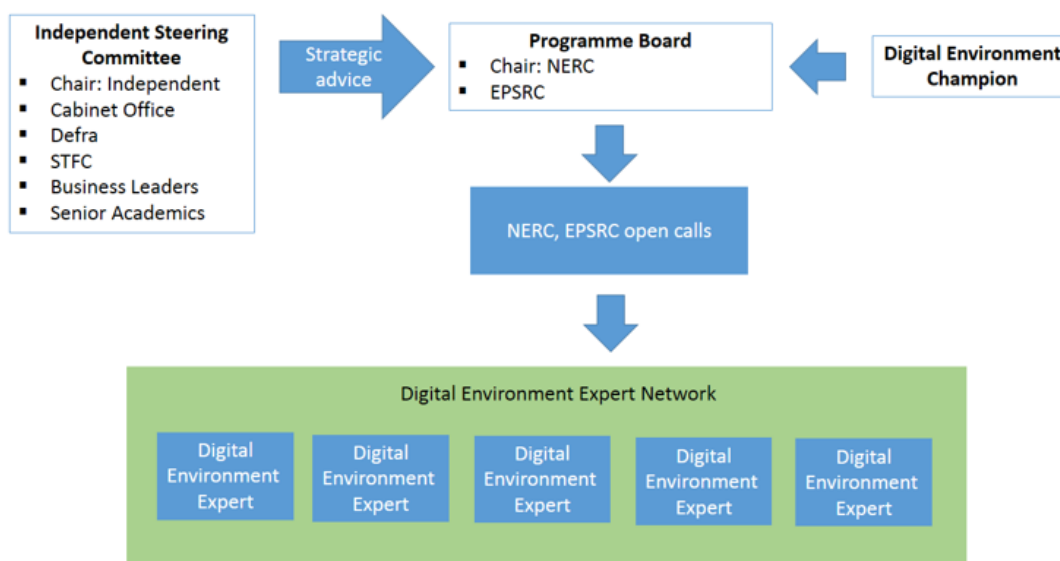 Independent Steering
Committee
▪ Chair: Independent
▪ Cabinet Office
▪ Defra
▪ STFC
▪ Business Leaders
▪ Senior Academics
Strategic
advice
Programme Board
▪ Chair: NERC
▪ EPSRC
Digital Environment
Champion
NERC, EPSRC open calls
Digital Environment Expert Network
Digital
Environment
Expert
Digital
Environment
Expert
Digital
Environment
Expert
Digital
Environment
Expert
Digital
Environment
Expert